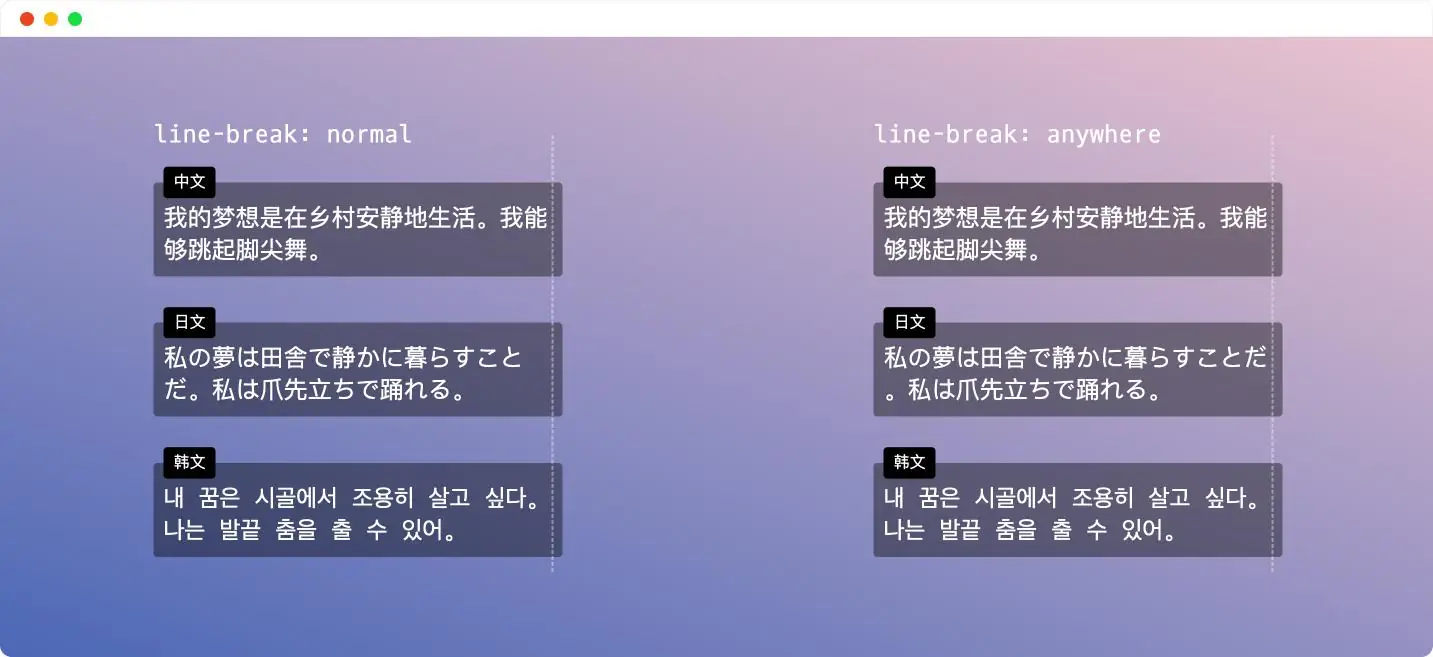 line-break: normal
中文
我的梦想是在乡村安静地生活。我能
够跳起脚尖舞。
日文
私の夢は田舎で静かに暮らすこと
だ。私は爪先立ちで踊れる。
韩文
내 꿈은 시골에서 조용히 살고 싶다。
나는 발끝 춤을 출 수 있어。
line-break: anywhere
中文
我的梦想是在乡村安静地生活。我能
够跳起脚尖舞。
日文
私の夢は田舎で静かに暮らすことだ
。私は爪先立ちで踊れる。
韩文
내 꿈은 시골에서 조용히 살고 싶다。
나는 발끝 춤을 출 수 있어。